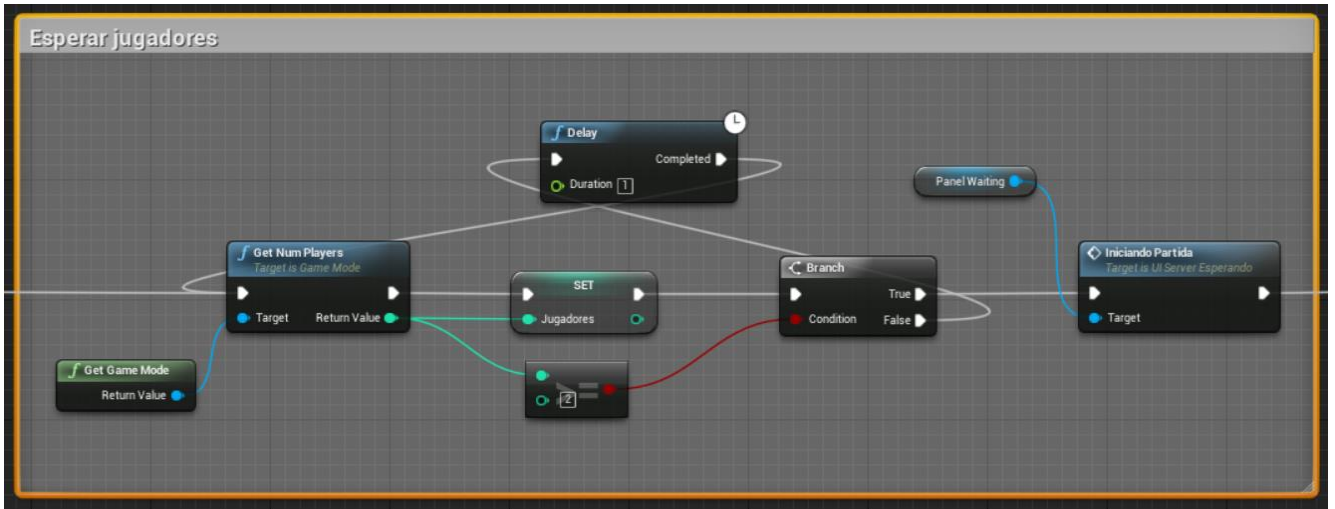 Esperar jugadores
f Delay
Completed
Duration 1
Panel Waiting
f Get Num Players
Target is Game Mode
Target Return Value
SET
Jugadores
Branch
True
Condition False
Iniciando Partida
Target is UI Server Esperando
Target
f Get Game Mode
Return Value
>=
2